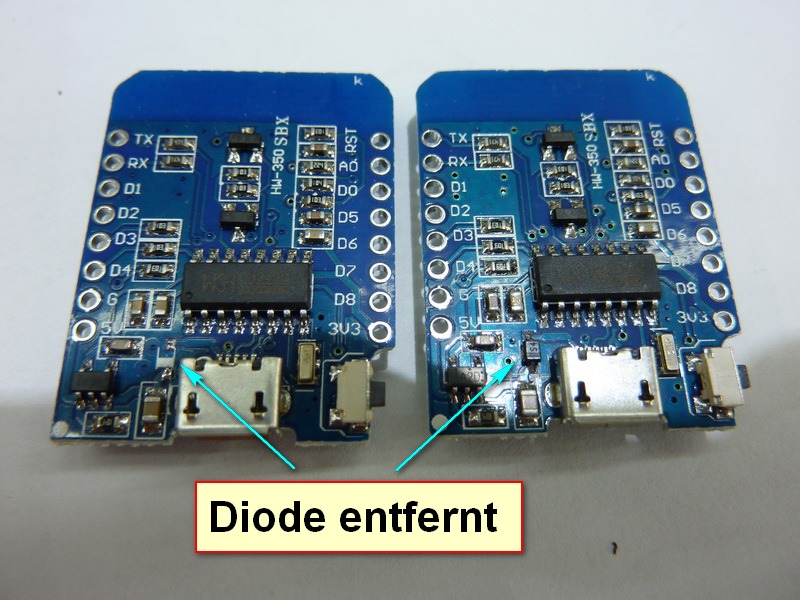 k
TX
RX
D1
D2
D3
D4
G
5V
HW-350 SBX
RST
A0
D0
D5
D6
D7
D8
3V3
k
TX
RX
D1
D2
D3
D4
G
5V
HW-350 SBX
RST
A0
D0
D5
D6
D8
3V3
Diode entfernt